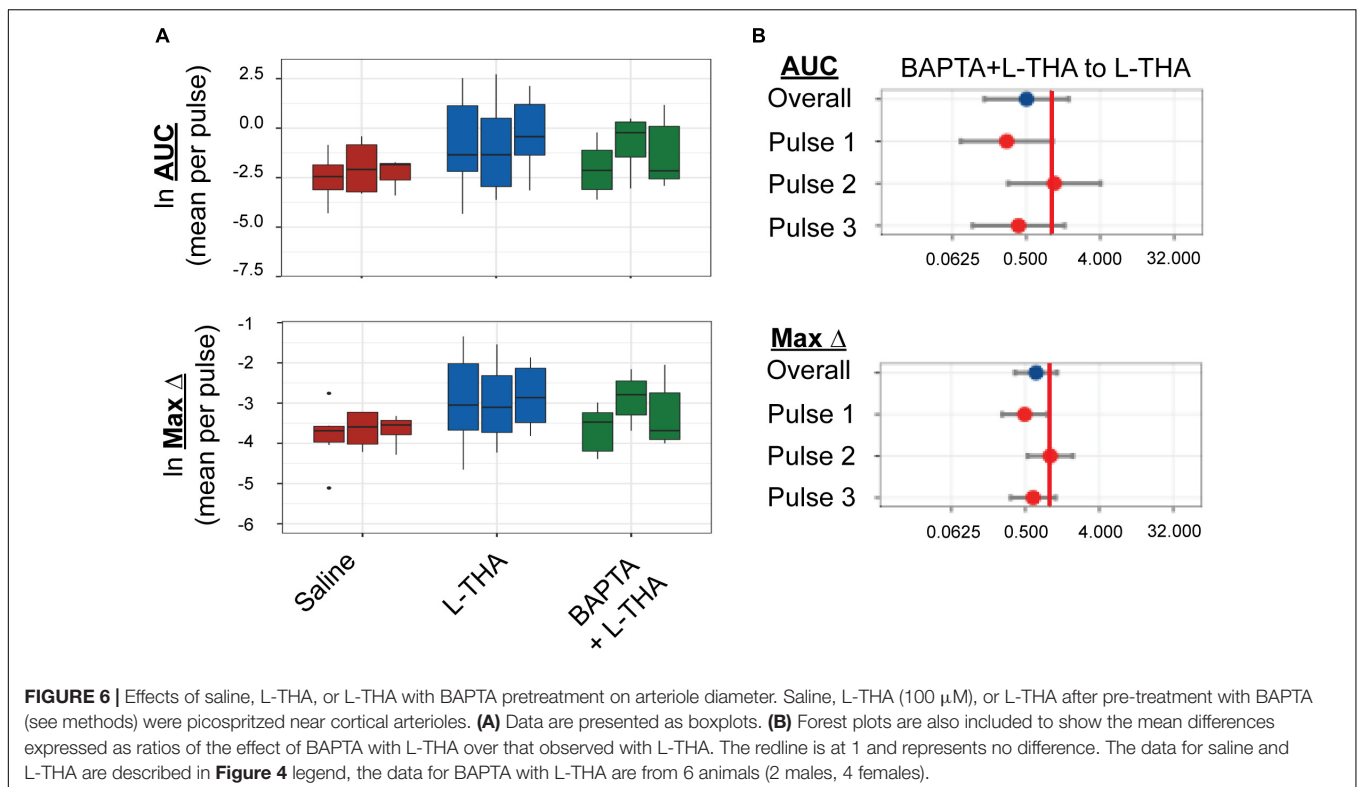 A
ln AUC
(mean per pulse)
2.5
0.0
-2.5
-5.0
-7.5
ln Max Δ
(mean per pulse)
-1
-2
-3
-4
-5
-6
Saline
L-THA
BAPTA
+ L-THA
B
AUC
BAPTA+L-THA to L-THA
Overall
Pulse 1
Pulse 2
Pulse 3
0.0625 0.500 4.000 32.000
Max Δ
Overall
Pulse 1
Pulse 2
Pulse 3
0.0625 0.500 4.000 32.000
FIGURE 6 | Effects of saline, L-THA, or L-THA with BAPTA pretreatment on arteriole diameter. Saline, L-THA (100 μM), or L-THA after pre-treatment with BAPTA
(see methods) were picospritzed near cortical arterioles. (A) Data are presented as boxplots. (B) Forest plots are also included to show the mean differences
expressed as ratios of the effect of BAPTA with L-THA over that observed with L-THA. The redline is at 1 and represents no difference. The data for saline and
L-THA are described in Figure 4 legend, the data for BAPTA with L-THA are from 6 animals (2 males, 4 females).